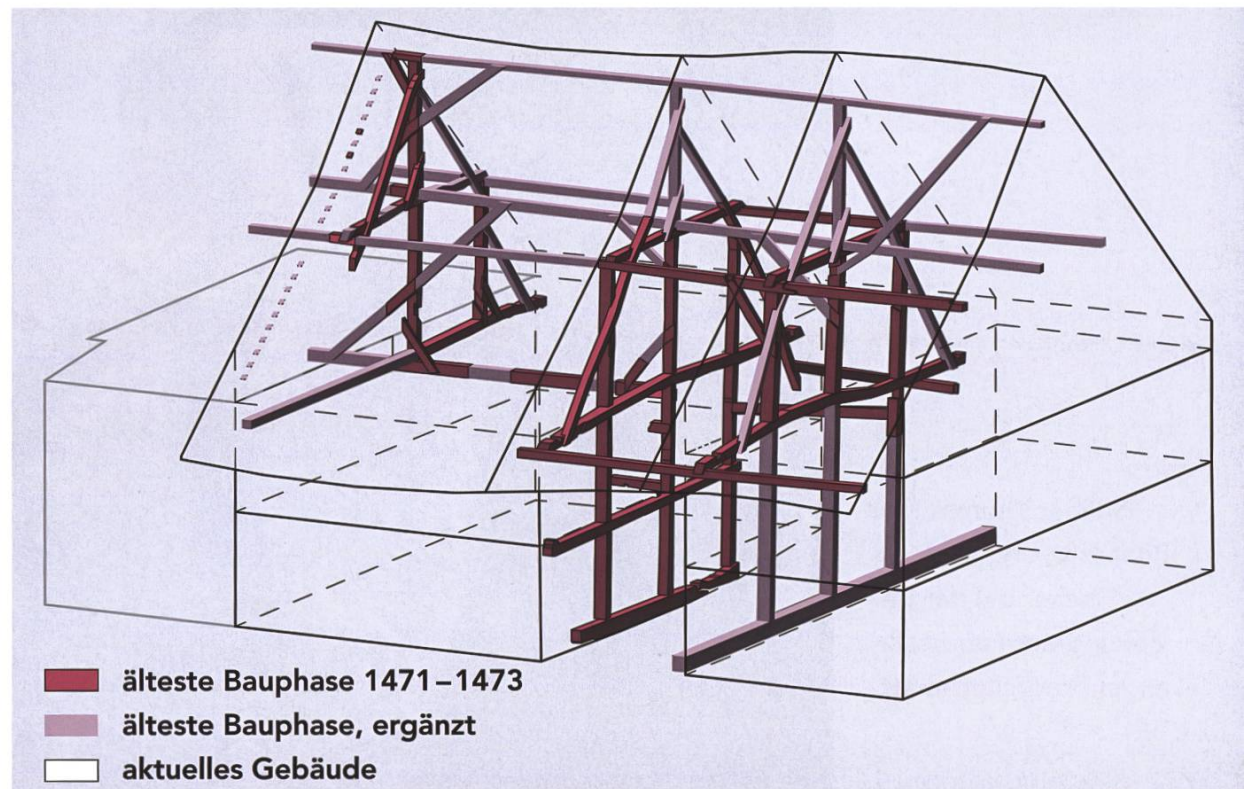 älteste Bauphase 1471–1473
älteste Bauphase, ergänzt
aktuelles Gebäude